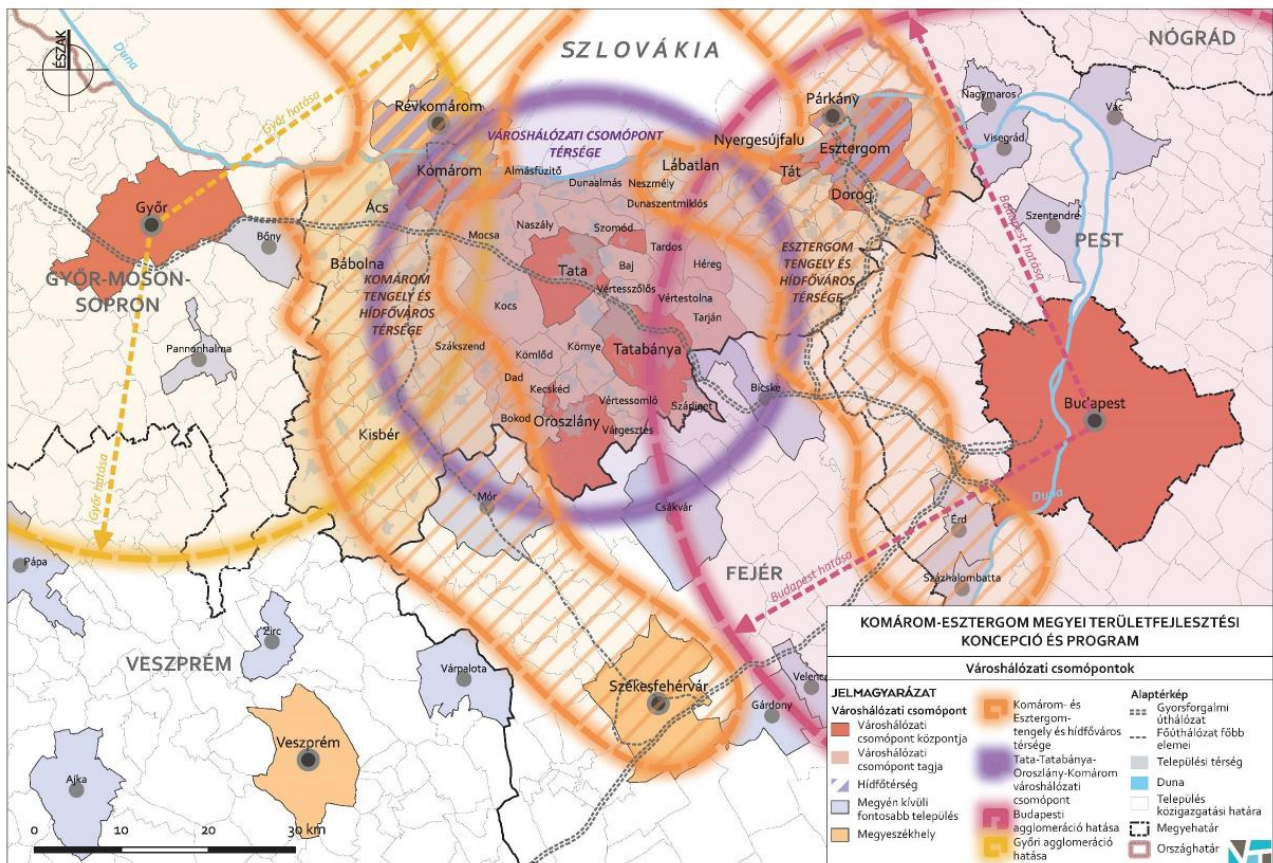 ÉSZAK
Duna
SZLOVÁKIA
NÓGRÁD
Győr hatása
Révkomárom
VÁROSHÁLÓZATI CSOMÓPONT
TÉRSÉGE
Párkány
Nagymaros
Vác
Visegrád
Nyergesújfalu
Esztergom
Komárom
Almásfüzitő
Lábatlan
Tát
Dunaalmás
Neszmély
Dorog
Dunaszentmiklós
Győr
Ács
Szentendre
Bőny
Mocsa
Naszály
Szomód
Tardos
PEST
Budapest hatása
GYŐR-MOSON-
SOPRON
Bábolna
KOMÁROM
TENGELY ÉS
HÍDFŐVÁROS
TÉRSÉGE
Tata
Baj
Héreg
ESZTERGOM
TENGELY ÉS
HÍDFŐVÁROS
TÉRSÉGE
Vértesszőlős
Vértestolna
Kocs
Tarján
Pannonhalma
Szákszend
Kömlőd
Környe
Tatabánya
Dad
Kecskéd
Bicske
Szárliget
Budapest
Bokod
Oroszlány
Vértessomló
Várgesztes
Kisbér
Győr hatása
Mór
Csákvár
Duna
Érd
Pápa
FEJÉR
Budapest hatása
Százhalombatta
Zirc
VESZPRÉM
Várpalota
Székesfehérvár
Velence
Gárdony
Veszprém
Ajka
0 10 20 30 km
KOMÁROM-ESZTERGOM MEGYEI TERÜLETFEJLESZTÉSI
KONCEPCIÓ ÉS PROGRAM
Városhálózati csomópontok
JELMAGYARÁZAT
Városhálózati csomópont
Városhálózati
csomópont központja
Városhálózati
csomópont tagja
Hídfőtérség
Megyén kívüli
fontosabb település
Megyeszékhely
Komárom- és
Esztergom-
tengely és hídfőváros
térsége
Tata-Tatabánya-
Oroszlány-Komárom
városhálózati
csomópont
Budapesti
agglomeráció hatása
Győri agglomeráció
hatása
Alaptérkép
Gyorsforgalmi
úthálózat
Főúthálózat főbb
elemei
Települési térség
Duna
Település
közigazgatási határa
Megyehatár
Országhatár